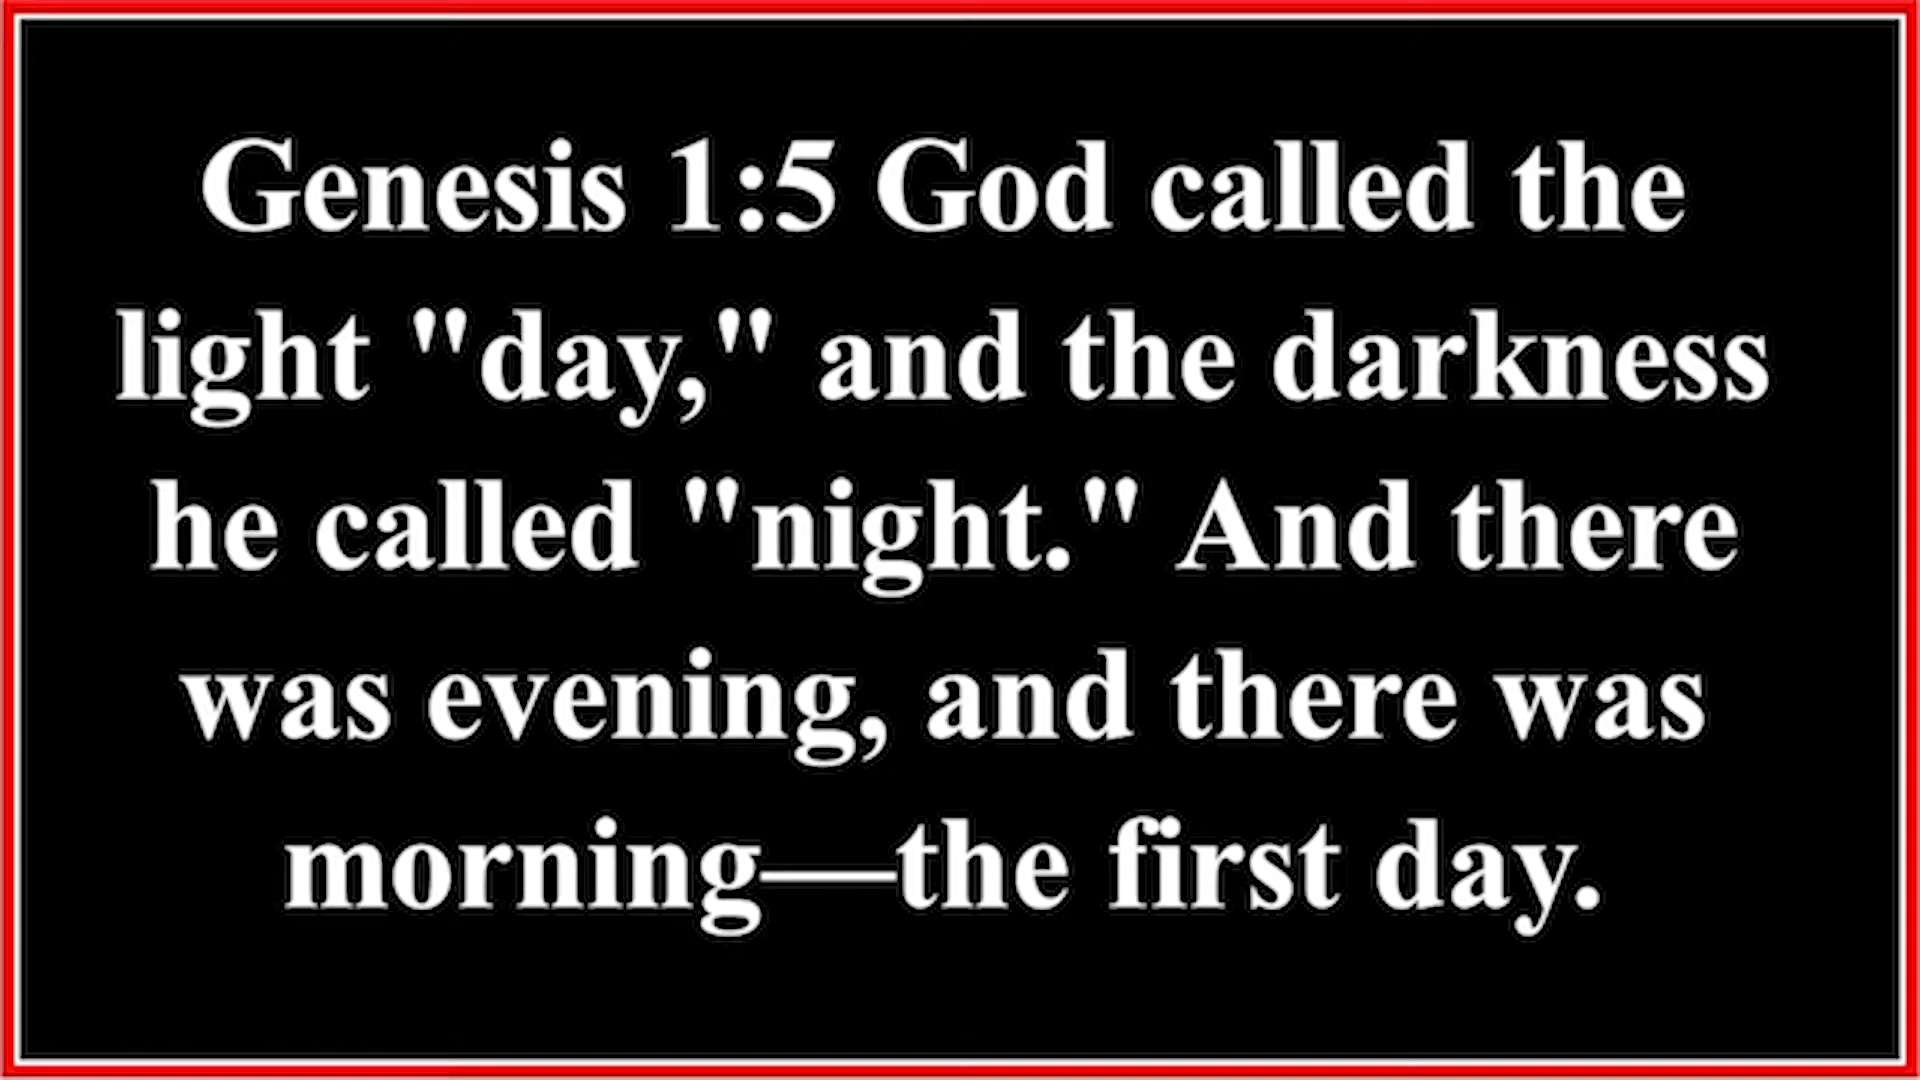 Genesis 1:5 God called the
light "day," and the darkness
he called "night." And there
was evening, and there was
morning—the first day.